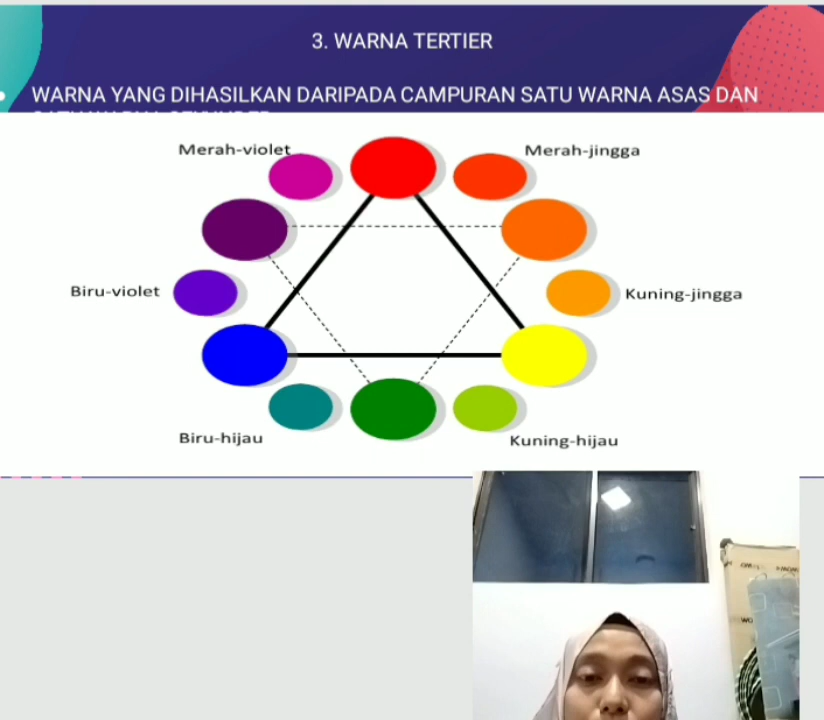 3. WARNA TERTIER
WARNA YANG DIHASILKAN DARIPADA CAMPURAN SATU WARNA ASAS DAN
Merah-violet
Merah-jingga
Biru-violet
Kuning-jingga
Biru-hijau
Kuning-hijau